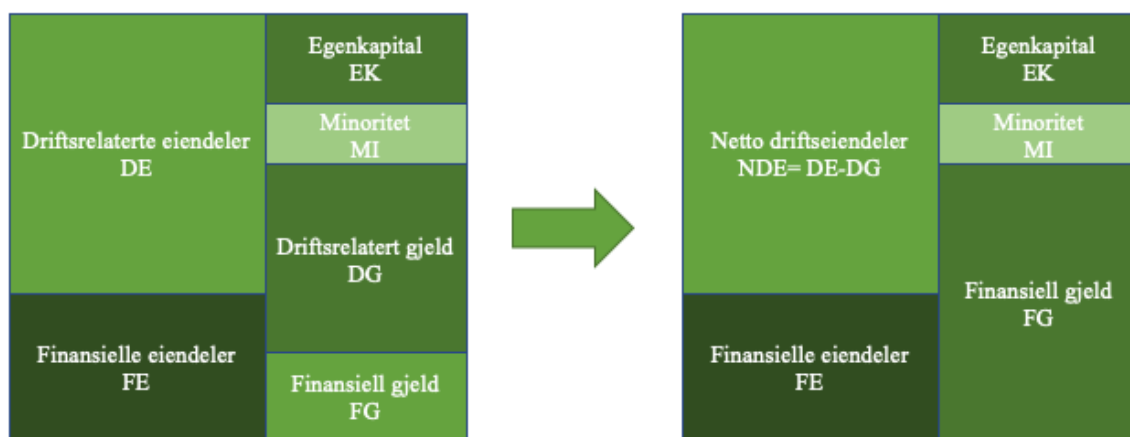 Driftsrelaterte eiendeler
DE
Finansielle eiendeler
FE
Egenkapital
EK
Minoritet
MI
Driftsrelatert gjeld
DG
Finansiell gjeld
FG
Netto driftseiendeler
NDE= DE-DG
Finansielle eiendeler
FE
Egenkapital
EK
Minoritet
MI
Finansiell gjeld
FG